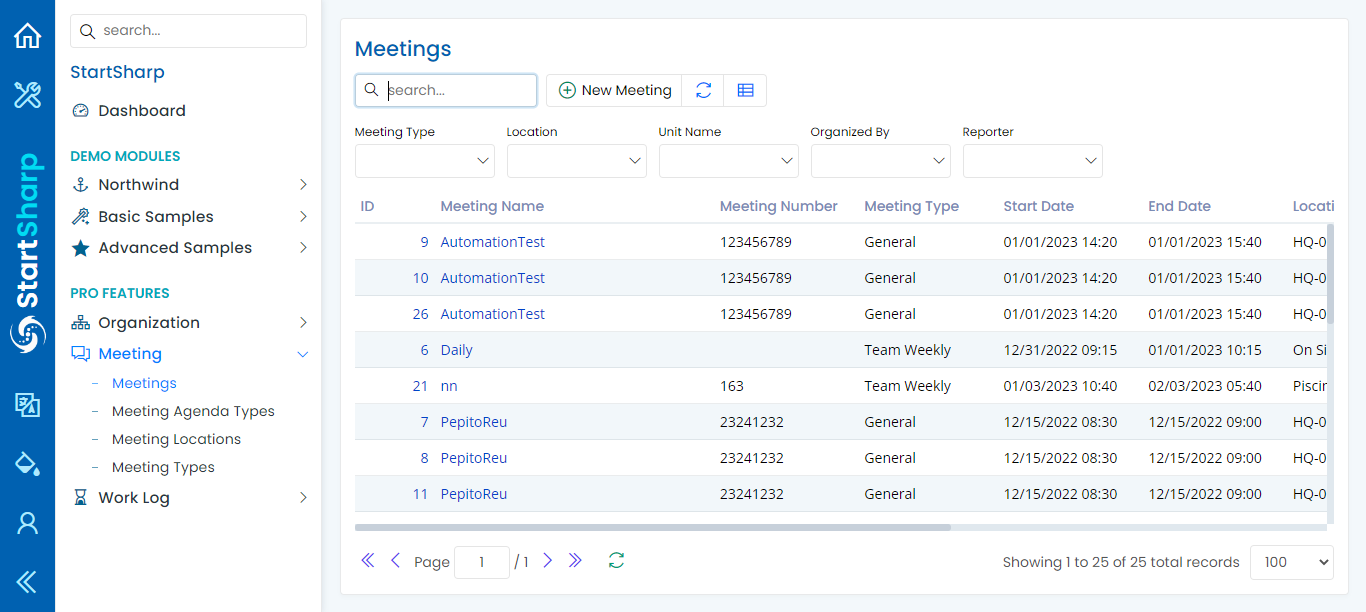 search...
StartSharp
Dashboard
DEMO MODULES
Northwind
Basic Samples
Advanced Samples
PRO FEATURES
Organization
Meeting
– Meetings
– Meeting Agenda Types
– Meeting Locations
– Meeting Types
Work Log
StartSharp
Meetings
search...
New Meeting
Meeting Type Location Unit Name Organized By Reporter
ID Meeting Name Meeting Number Meeting Type Start Date End Date Locati
9 AutomationTest 123456789 General 01/01/2023 14:20 01/01/2023 15:40 HQ-0
10 AutomationTest 123456789 General 01/01/2023 14:20 01/01/2023 15:40 HQ-0
26 AutomationTest 123456789 General 01/01/2023 14:20 01/01/2023 15:40 HQ-0
6 Daily Team Weekly 12/31/2022 09:15 01/01/2023 10:15 On Si
21 nn 163 Team Weekly 01/03/2023 10:40 02/03/2023 05:40 Piscin
7 PepitoReu 23241232 General 12/15/2022 08:30 12/15/2022 09:00 HQ-0
8 PepitoReu 23241232 General 12/15/2022 08:30 12/15/2022 09:00 HQ-0
11 PepitoReu 23241232 General 12/15/2022 08:30 12/15/2022 09:00 HQ-0
Page 1 / 1
Showing 1 to 25 of 25 total records 100